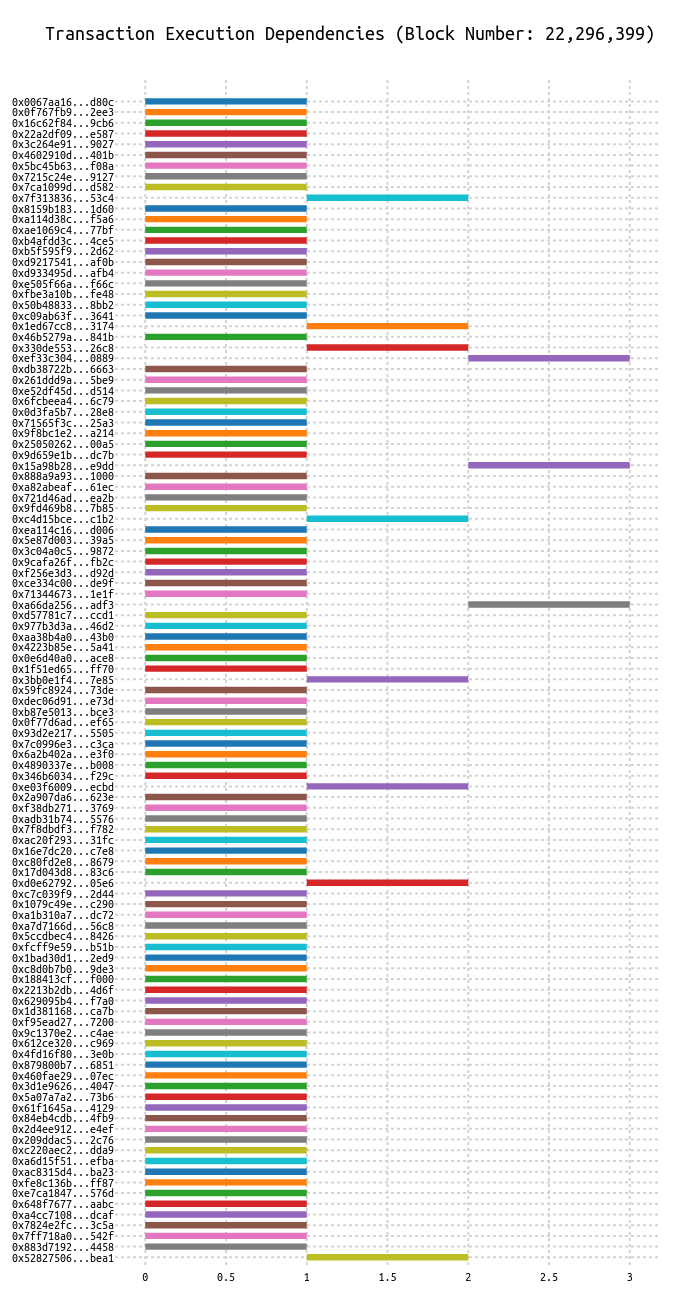 Transaction Execution Dependencies (Block Number: 22,296,399)
0x0067aa16...d80c
0x0f767fb9...2ee3
0x16c62f84...9cb6
0x22a2df09...e587
0x3c264e91...9027
0x4602910d...401b
0x5bc45b63...f08a
0x7215c24e...9127
0x7ca1099d...d582
0x7f313836...53c4
0x8159b183...1d60
0xa114d38c...f5a6
0xae1069c4...77bf
0xb4afdd3c...4ce5
0xb5f595f9...2d62
0xd9217541...af0b
0xd933495d...afb4
0xe505f66a...f66c
0xfbe3a10b...fe48
0x50b48833...8bb2
0xc09ab63f...3641
0x1ed67cc8...3174
0x46b5279a...841b
0x330de553...26c8
0xef33c304...0889
0xdb38722b...6663
0x261ddd9a...5be9
0xe52df45d...d514
0x6fcbeea4...6c79
0x0d3fa5b7...28e8
0x71565f3c...25a3
0x9f8bc1e2...a214
0x25050262...00a5
0x9d659e1b...dc7b
0x15a98b28...e9dd
0x888a9a93...1000
0xa82abeaf...61ec
0x721d46ad...ea2b
0x9fd469b8...7b85
0xc4d15bce...c1b2
0xea114c16...d006
0x5e87d003...39a5
0x3c04a0c5...9872
0x9cafa26f...fb2c
0xf256e3d3...d92d
0xce334c00...de9f
0x71344673...1e1f
0xa66da256...adf3
0xd57781c7...ccd1
0x977b3d3a...46d2
0xaa38b4a0...43b0
0x4223b85e...5a41
0x0e6d40a0...ace8
0x1f51ed65...ff70
0x3bb0e1f4...7e85
0x59fc8924...73de
0xdec06d91...e73d
0xb87e5013...bce3
0x0f77d6ad...ef65
0x93d2e217...5505
0x7c0996e3...c3ca
0x6a2b402a...e3f0
0x4890337e...b008
0x346b6034...f29c
0xe03f6009...ecbd
0x2a907da6...623e
0xf38db271...3769
0xadb31b74...5576
0x7f8dbdf3...f782
0xac20f293...31fc
0x16e7dc20...c7e8
0xc80fd2e8...8679
0x17d043d8...83c6
0xd0e62792...05e6
0xc7c039f9...2d44
0x1079c49e...c290
0xa1b310a7...dc72
0xa7d7166d...56c8
0x5ccdbec4...8426
0xfcff9e59...b51b
0x1bad30d1...2ed9
0xc8d0b7b0...9de3
0x188413cf...f000
0x2213b2db...4d6f
0x629095b4...f7a0
0x1d381168...ca7b
0xf95ead27...7200
0x9c1370e2...c4ae
0x612ce320...c969
0x4fd16f80...3e0b
0x879800b7...6851
0x460fae29...07ec
0x3d1e9626...4047
0x5a07a7a2...73b6
0x61f1645a...4129
0x84eb4cdb...4fb9
0x2d4ee912...e4ef
0x209ddac5...2c76
0xc220aec2...dda9
0xa6d15f51...efba
0xac8315d4...ba23
0xfe8c136b...ff87
0xe7ca1847...576d
0x648f7677...aabc
0xa4cc7108...dcaf
0x7824e2fc...3c5a
0x7ff718a0...542f
0x883d7192...4458
0x52827506...bea1
0 0.5 1 1.5 2 2.5 3